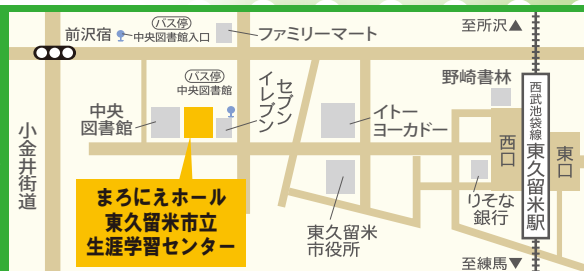 前沢宿
バス停
中央図書館入口
ファミリーマート
至所沢▲
バス停
中央図書館
セブン
イレブン
野崎書林
中央
図書館
イトー
ヨーカドー
小金井街道
西口
西武池袋線
東久留米駅
東口
まろにえホール
東久留米市立
生涯学習センター
東久留米
市役所
りそな
銀行
至練馬▼